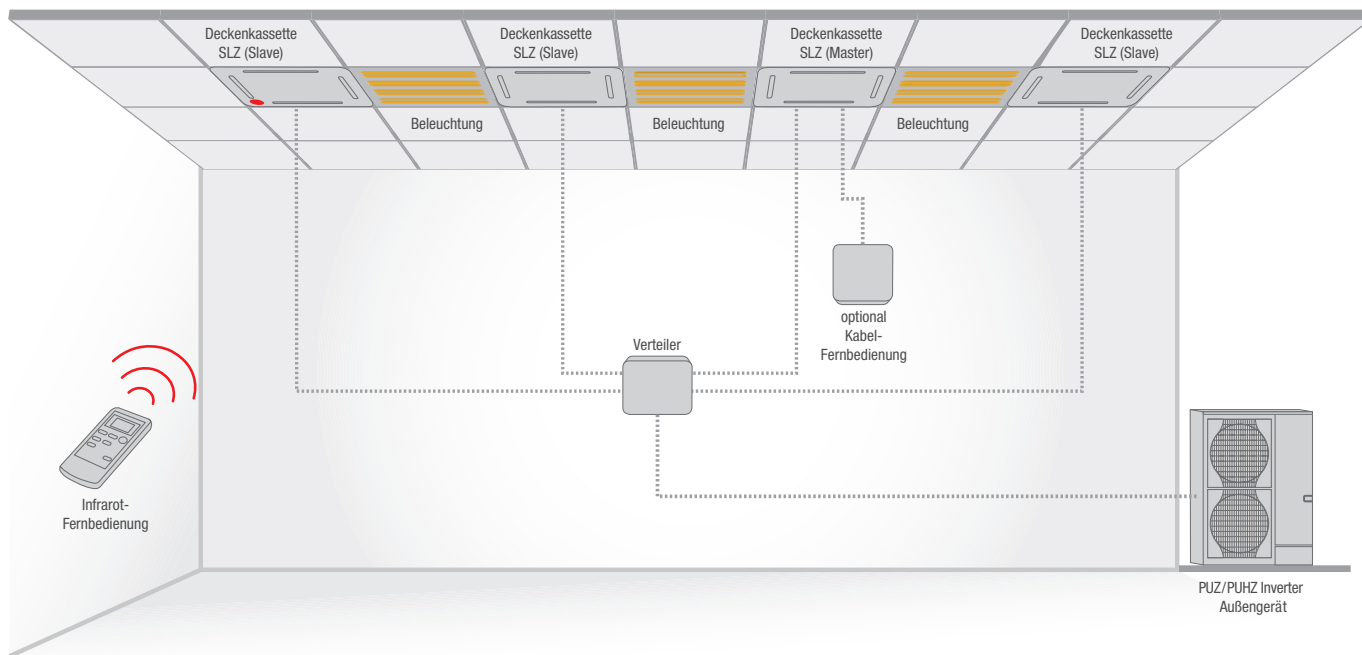 Deckenkassette
SLZ (Slave)
Deckenkassette
SLZ (Slave)
Deckenkassette
SLZ (Master)
Deckenkassette
SLZ (Slave)
Beleuchtung
Beleuchtung
Beleuchtung
optional
Kabel-
Fernbedienung
Verteiler
Infrarot-
Fernbedienung
PUZ/PUHZ Inverter
Außengerät